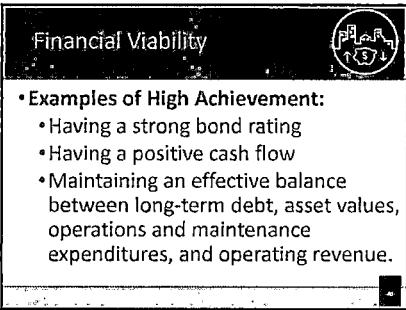 Financial Viability
$
• Examples of High Achievement:
• Having a strong bond rating
• Having a positive cash flow
• Maintaining an effective balance
between long-term debt, asset values,
operations and maintenance
expenditures, and operating revenue.